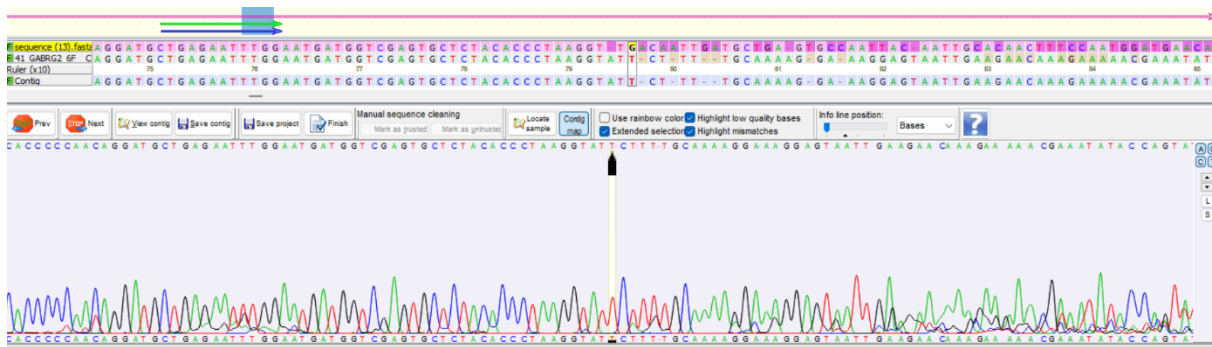 sequence (13).fasta A G G A T G C T G A G A A T T T G G A A T G A T G G T C G A G T G C T C T A C A C C C T A A G G T - T G A C A A T T G A T G C T G A - G T G C C A A T T A C - A A T T G C A C A A C T T T C C A A T G G A T G A A C A
41 GABRG2 6F C A G G A T G C T G A G A A T T T G G A A T G A T G G T C G A G T G C T C T A C A C C C T A A G G T A T T - C T - T T - - T G C A A A A G - G A - A A G G A G T A A T T G A A G A A C A A A G A A A A A C G A A A T A T
Ruler (x10) 75 76 77 78 79 80 81 82 83 84 85
Contig A G G A T G C T G A G A A T T T G G A A T G A T G G T C G A G T G C T C T A C A C C C T A A G G T A T T - C T - T T - - T G C A A A A G - G A - A A G G A G T A A T T G A A G A A C A A A G A A A A A C G A A A T A T
Prev STOP Next View contig Save contig Save project Finish Manual sequence cleaning Mark as trusted Mark as untrusted Locate sample Contig map Use rainbow color Highlight low quality bases Extended selection Highlight mismatches Info line position: Bases ?
C A C C C C C A A C A G G A T G C T G A G A A T T T G G A A T G A T G G T C G A G T G C T C T A C A C C C T A A G G T A T T C T T T T G C A A A A G G A A A G G A G T A A T T G A A G A A C A A A G A A A A A C G A A A T A T A C C A G T A
A
C
L
S
C A C C C C C A A C A G G A T G C T G A G A A T T T G G A A T G A T G G T C G A G T G C T C T A C A C C C T A A G G T A T T C T T T T G C A A A A G G A A A G G A G T A A T T G A A G A A C A A A G A A A A A C G A A A T A T A C C A G T A